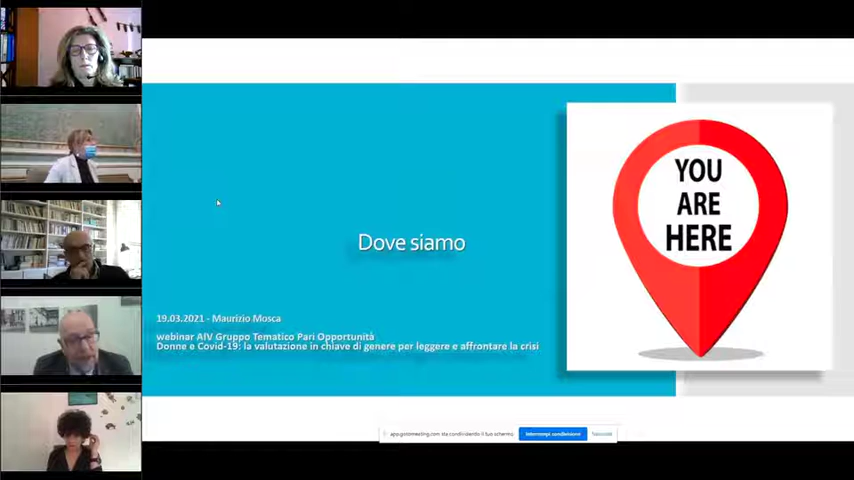 YOU
ARE
HERE
Dove siamo
19.03.2021 - Maurizio Mosca
webinar AIV Gruppo Tematico Pari Opportunità
Donne e Covid-19: la valutazione in chiave di genere per leggere e affrontare la crisi
app.gotomeeting.com sta condividendo il tuo schermo.
Interrompi condivisione
Nascondi